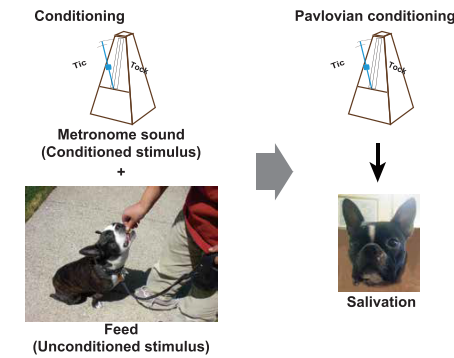 Conditioning
Tic
Tock
Metronome sound
(Conditioned stimulus)
+
Feed
(Unconditioned stimulus)
Pavlovian conditioning
Tic
Tock
Salivation